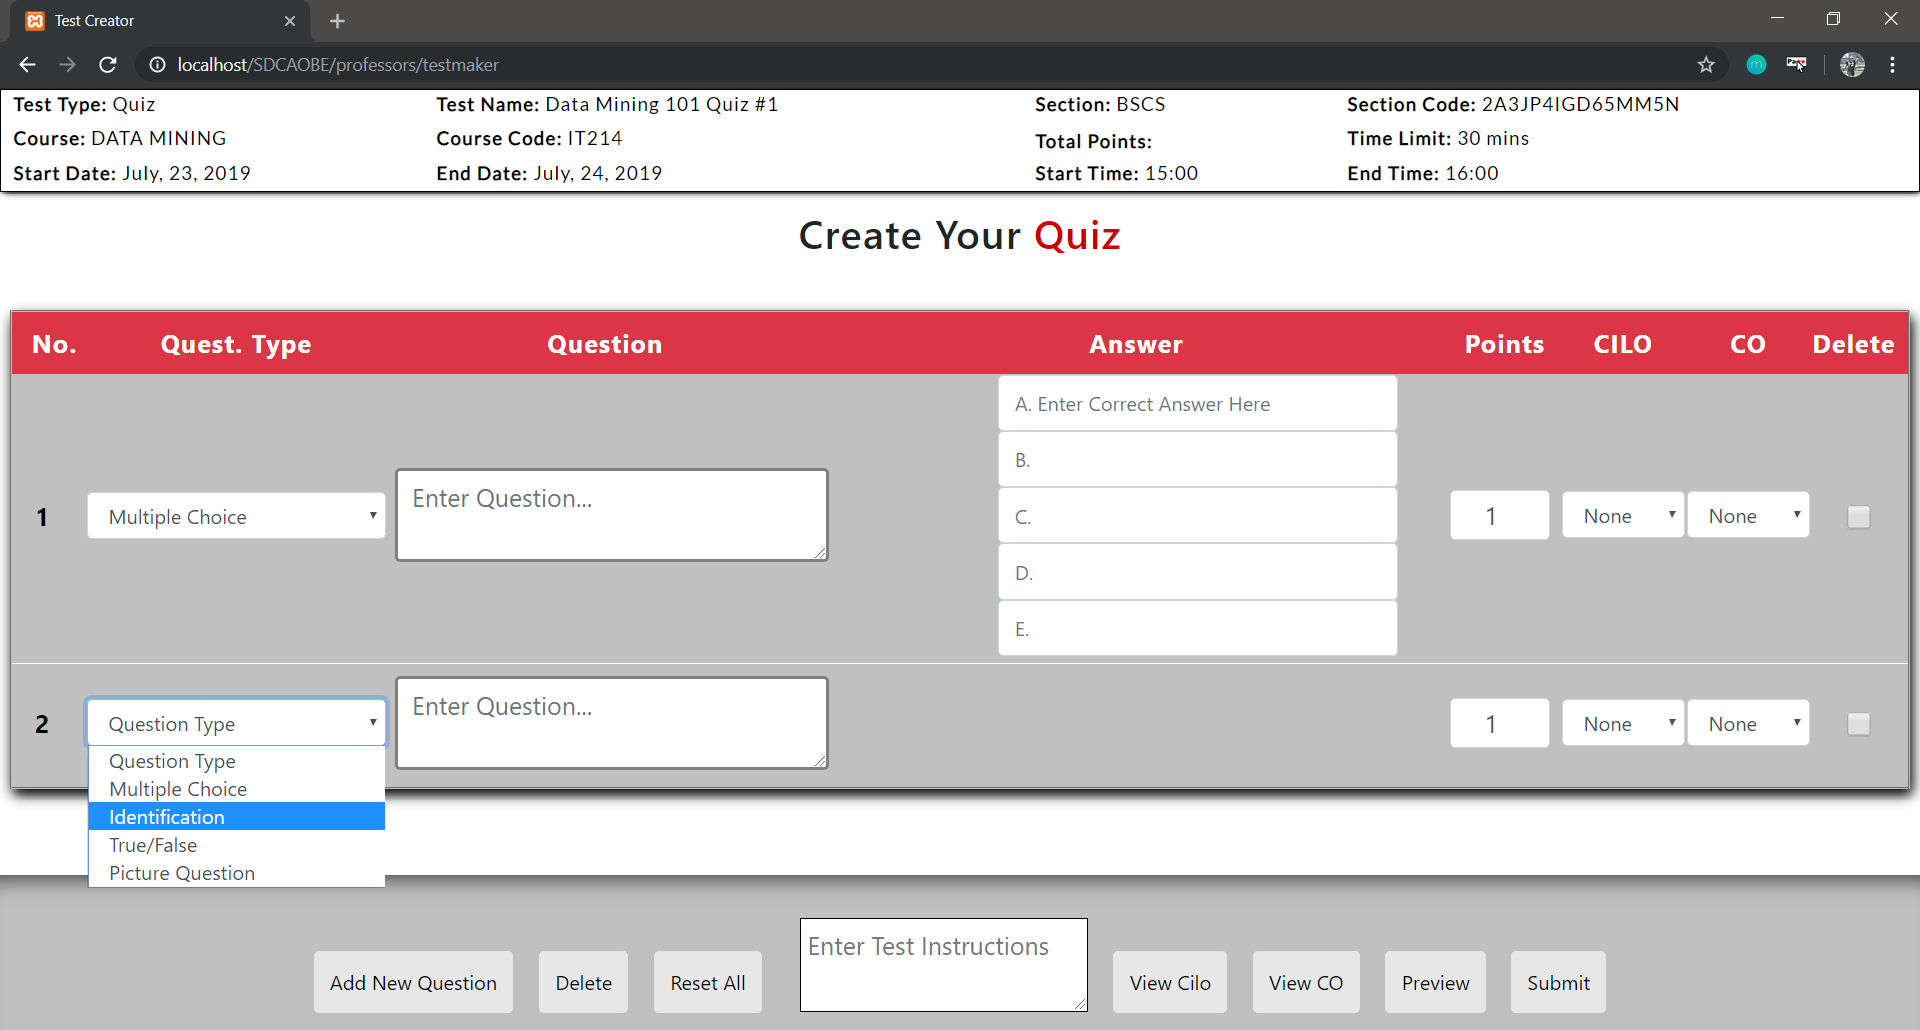 Test Creator
localhost/SDCAOBE/professors/testmaker
Test Type: Quiz Test Name: Data Mining 101 Quiz #1 Section: BSCS Section Code: 2A3JP4IGD65MM5N
Course: DATA MINING Course Code: IT214 Total Points: Time Limit: 30 mins
Start Date: July, 23, 2019 End Date: July, 24, 2019 Start Time: 15:00 End Time: 16:00
Create Your Quiz
No. Quest. Type Question Answer Points CILO CO Delete
A. Enter Correct Answer Here
B.
1 Multiple Choice Enter Question... C. 1 None None
D.
E.
2 Question Type Enter Question... 1 None None
Question Type
Multiple Choice
Identification
True/False
Picture Question
Enter Test Instructions
Add New Question Delete Reset All View Cilo View CO Preview Submit